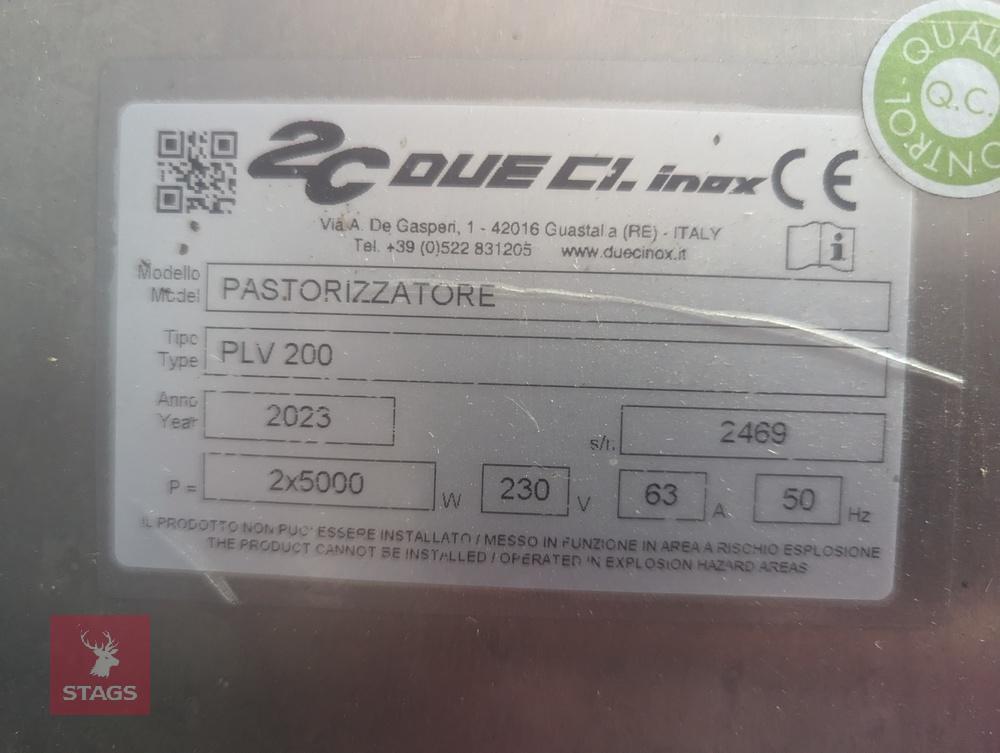 2C DUE CI. inox CE
Via A. De Gasperi, 1 - 42016 Guastalla (RE) - ITALY
Tel. +39 (0)522 831205 www.duecinox.it
i
QUALI
CONTROL -
Q.C.
Modello
Model
PASTORIZZATORE
Tipo
Type
PLV 200
Anno
Year
2023
s/n.
2469
P = 2x5000 W 230 V 63 A 50 Hz
IL PRODOTTO NON PUO' ESSERE INSTALLATO / MESSO IN FUNZIONE IN AREA A RISCHIO ESPLOSIONE
THE PRODUCT CANNOT BE INSTALLED / OPERATED IN EXPLOSION HAZARD AREAS
STAGS